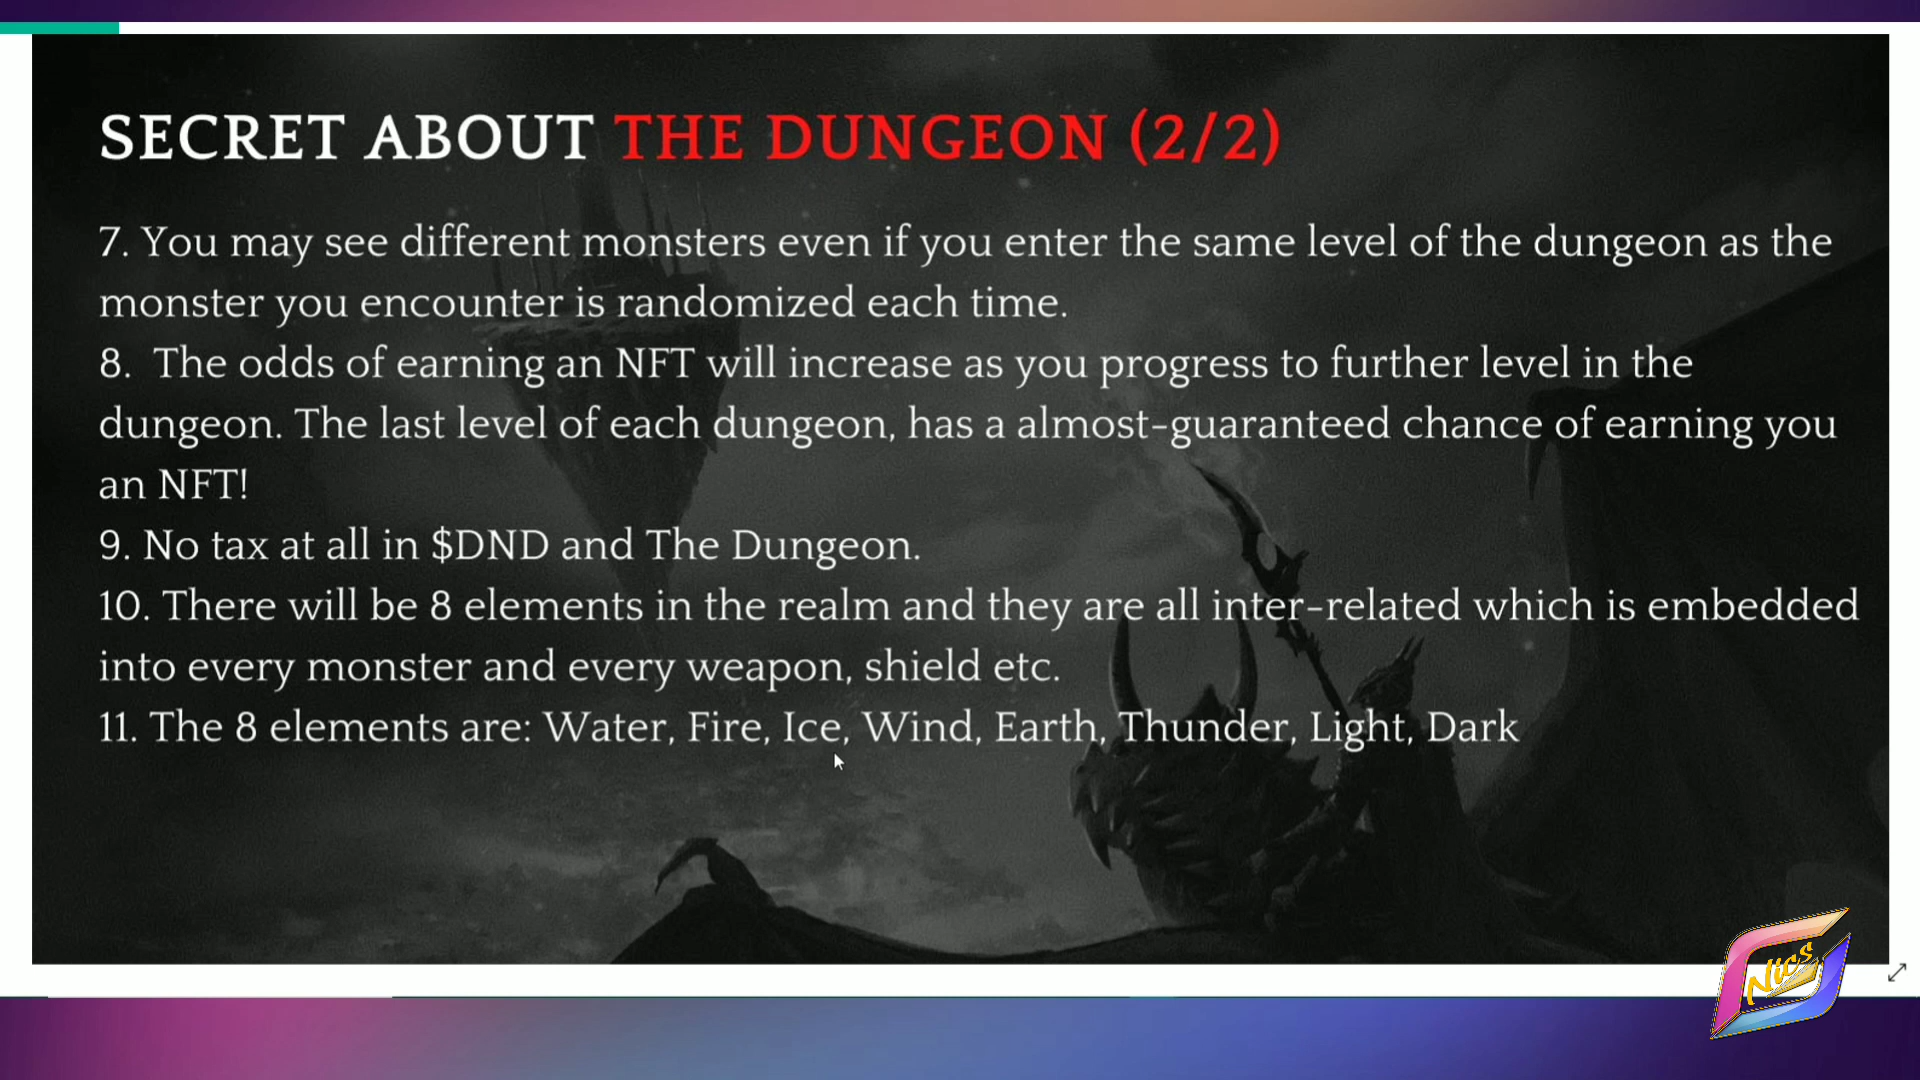 SECRET ABOUT THE DUNGEON (2/2)
7. You may see different monsters even if you enter the same level of the dungeon as the
monster you encounter is randomized each time.
8.  The odds of earning an NFT will increase as you progress to further level in the
dungeon. The last level of each dungeon, has a almost-guaranteed chance of earning you
an NFT!
9. No tax at all in $DND and The Dungeon.
10. There will be 8 elements in the realm and they are all inter-related which is embedded
into every monster and every weapon, shield etc.
11. The 8 elements are: Water, Fire, Ice, Wind, Earth, Thunder, Light, Dark
Nics